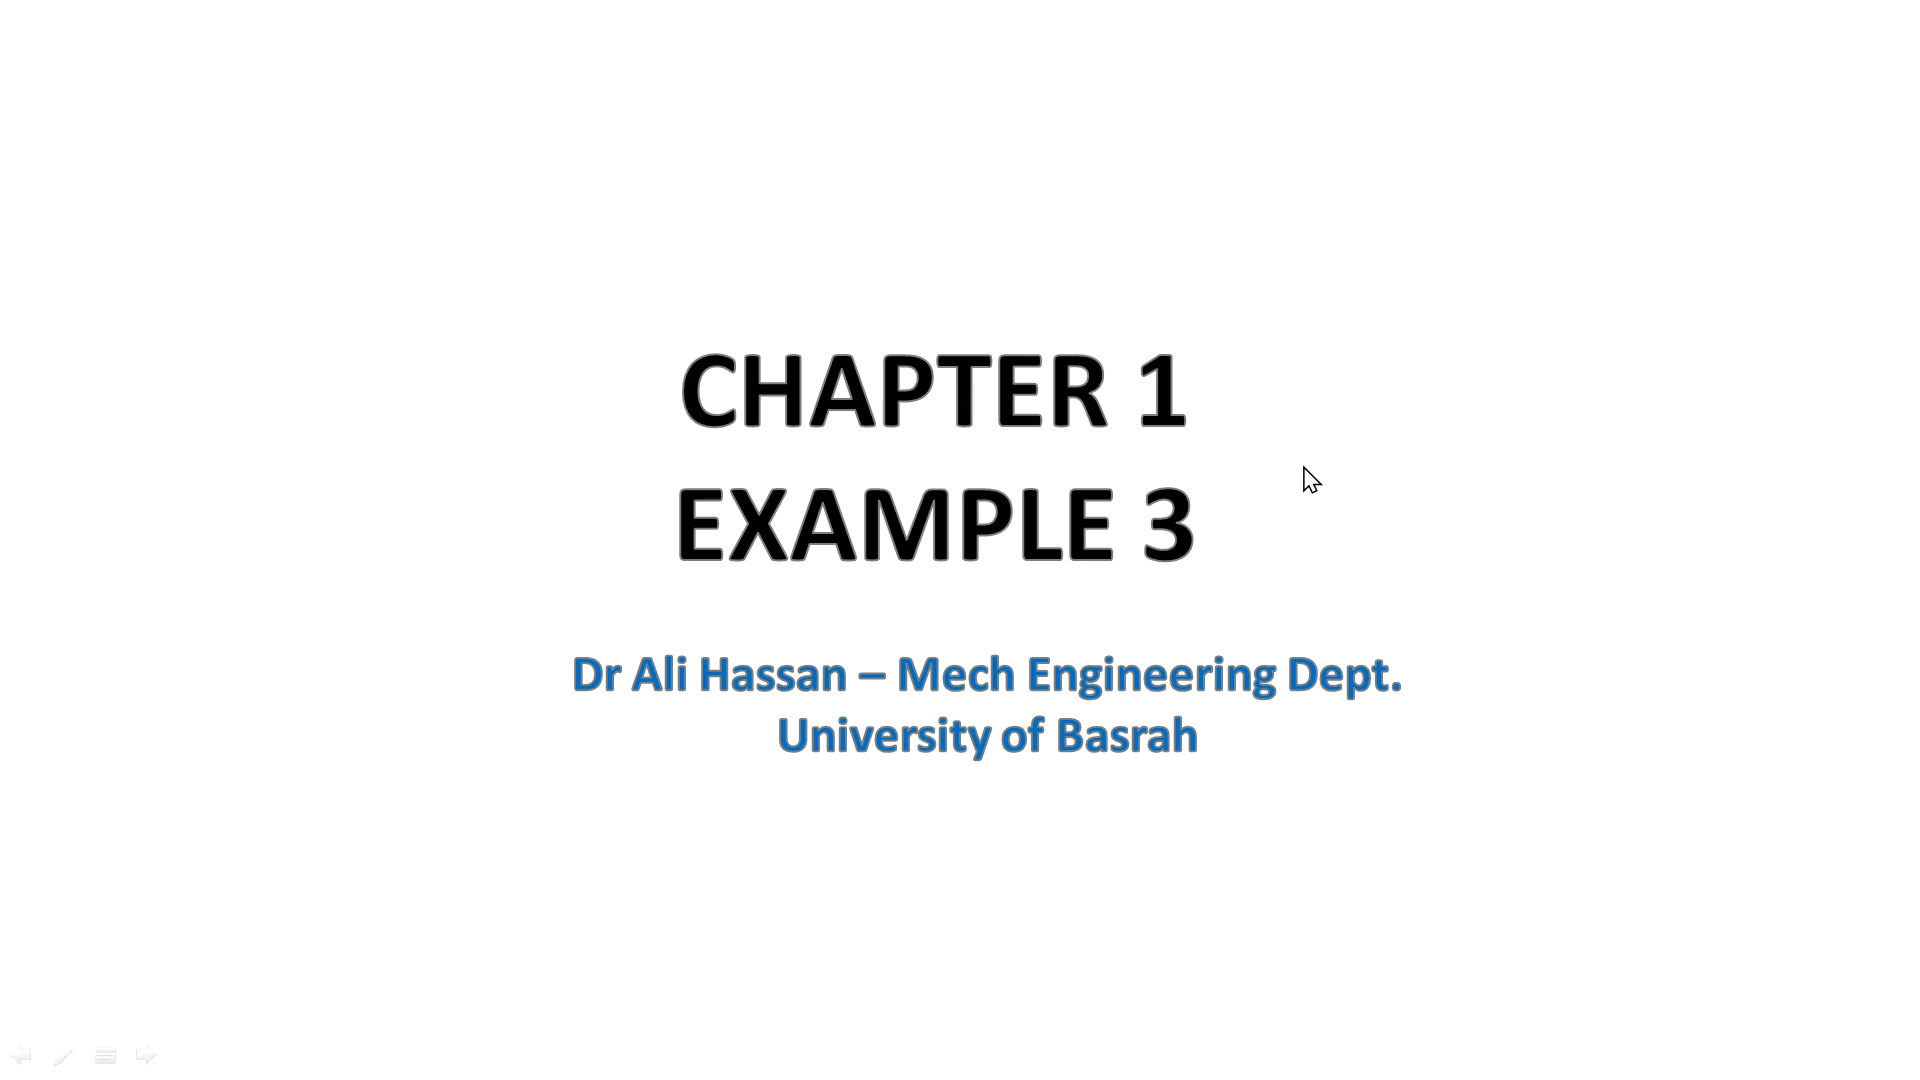 CHAPTER 1
EXAMPLE 3
Dr Ali Hassan – Mech Engineering Dept.
University of Basrah